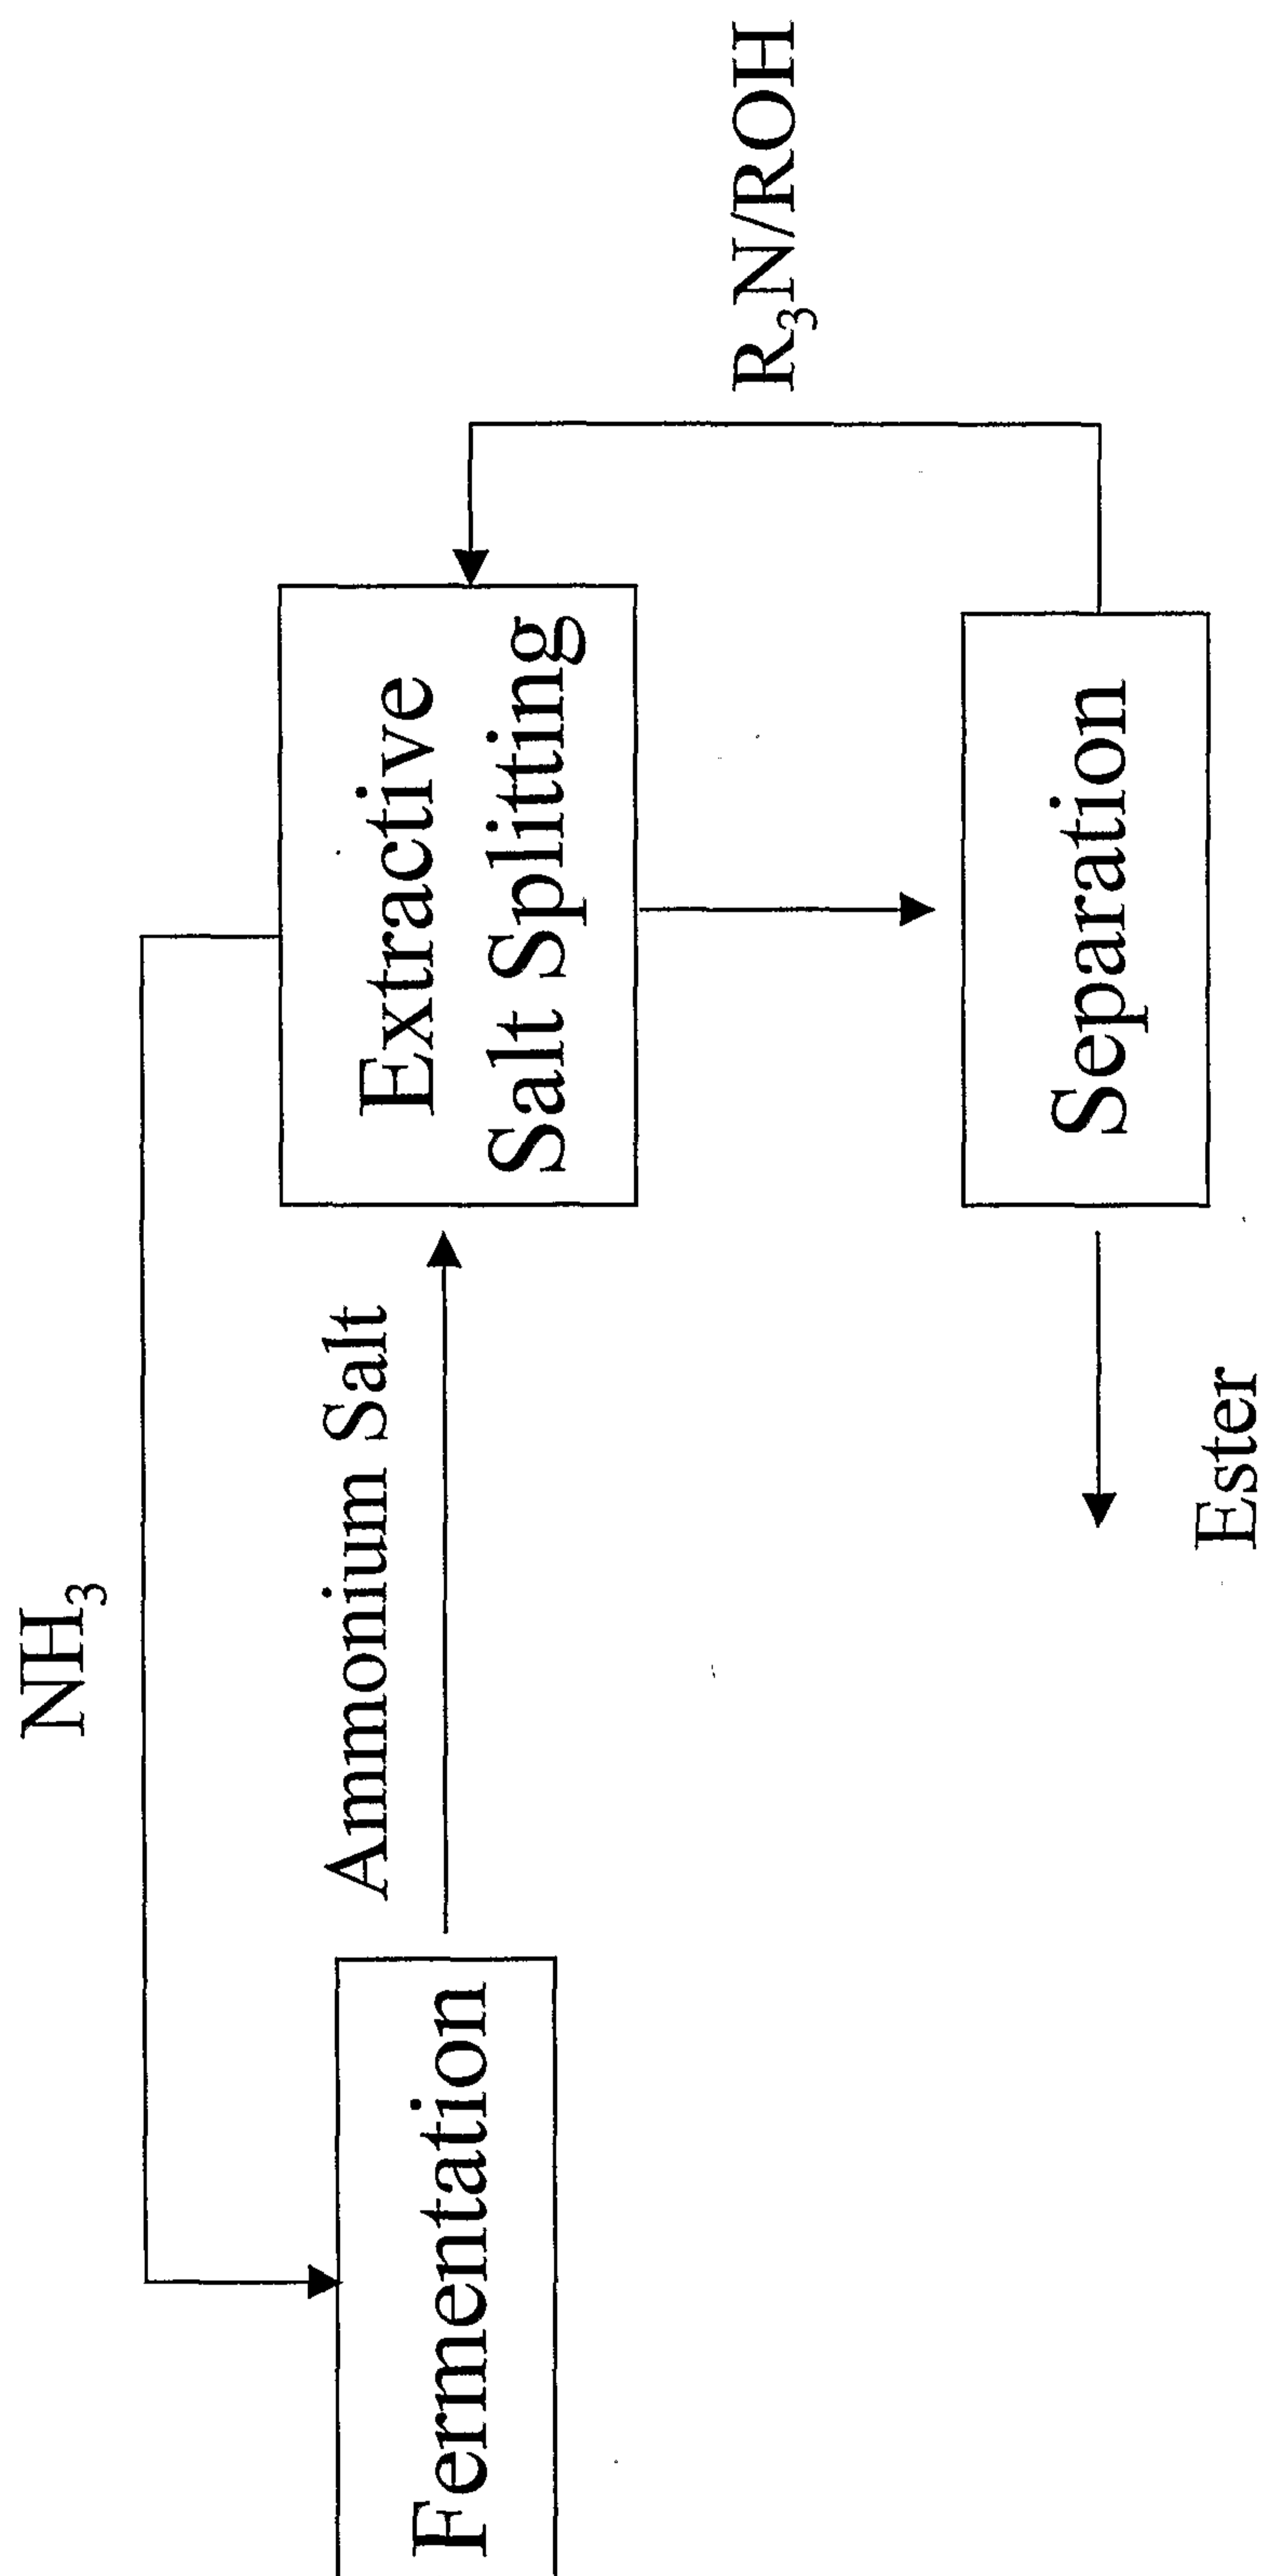 NH3
Fermentation
Ammonium Salt
Extractive
Salt Splitting
R3N/ROH
Separation
Ester